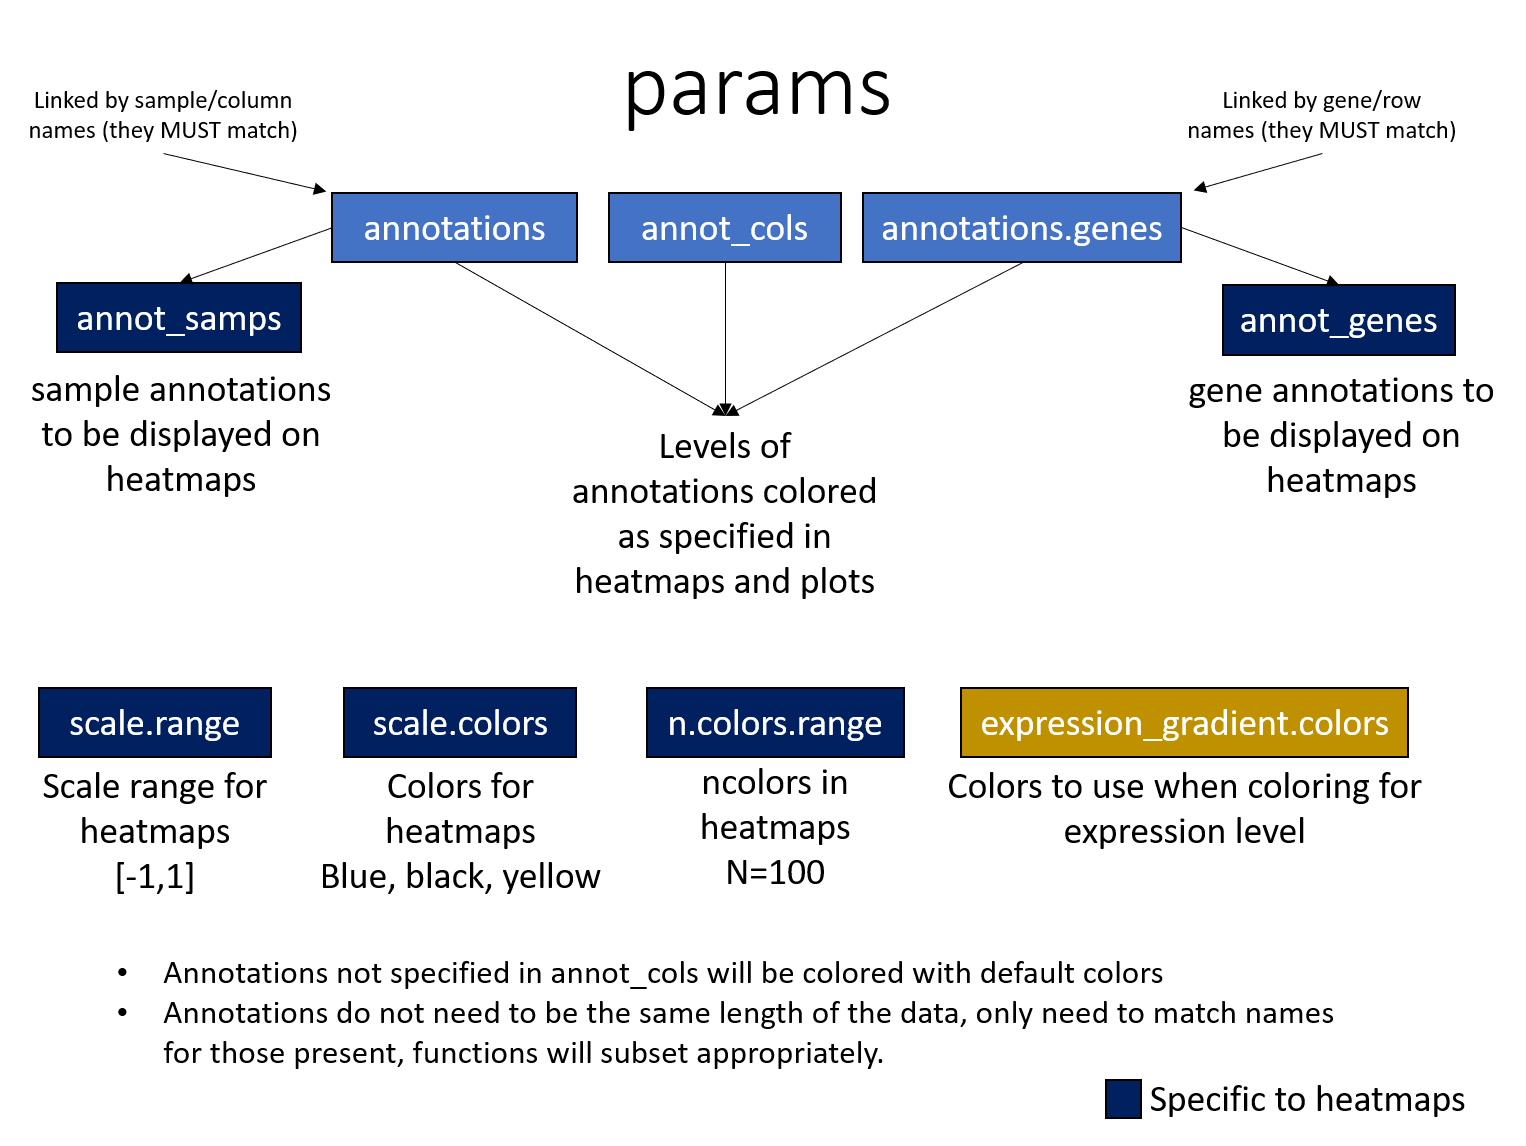 params
Linked by sample/column
names (they MUST match)
Linked by gene/row
names (they MUST match)
annotations
annot_cols
annotations.genes
annot_samps
annot_genes
sample annotations
to be displayed on
heatmaps
gene annotations to
be displayed on
heatmaps
Levels of
annotations colored
as specified in
heatmaps and plots
scale.range
scale.colors
n.colors.range
expression_gradient.colors
Scale range for
heatmaps
[-1,1]
Colors for
heatmaps
Blue, black, yellow
ncolors in
heatmaps
N=100
Colors to use when coloring for
expression level
• Annotations not specified in annot_cols will be colored with default colors
• Annotations do not need to be the same length of the data, only need to match names
for those present, functions will subset appropriately.
Specific to heatmaps